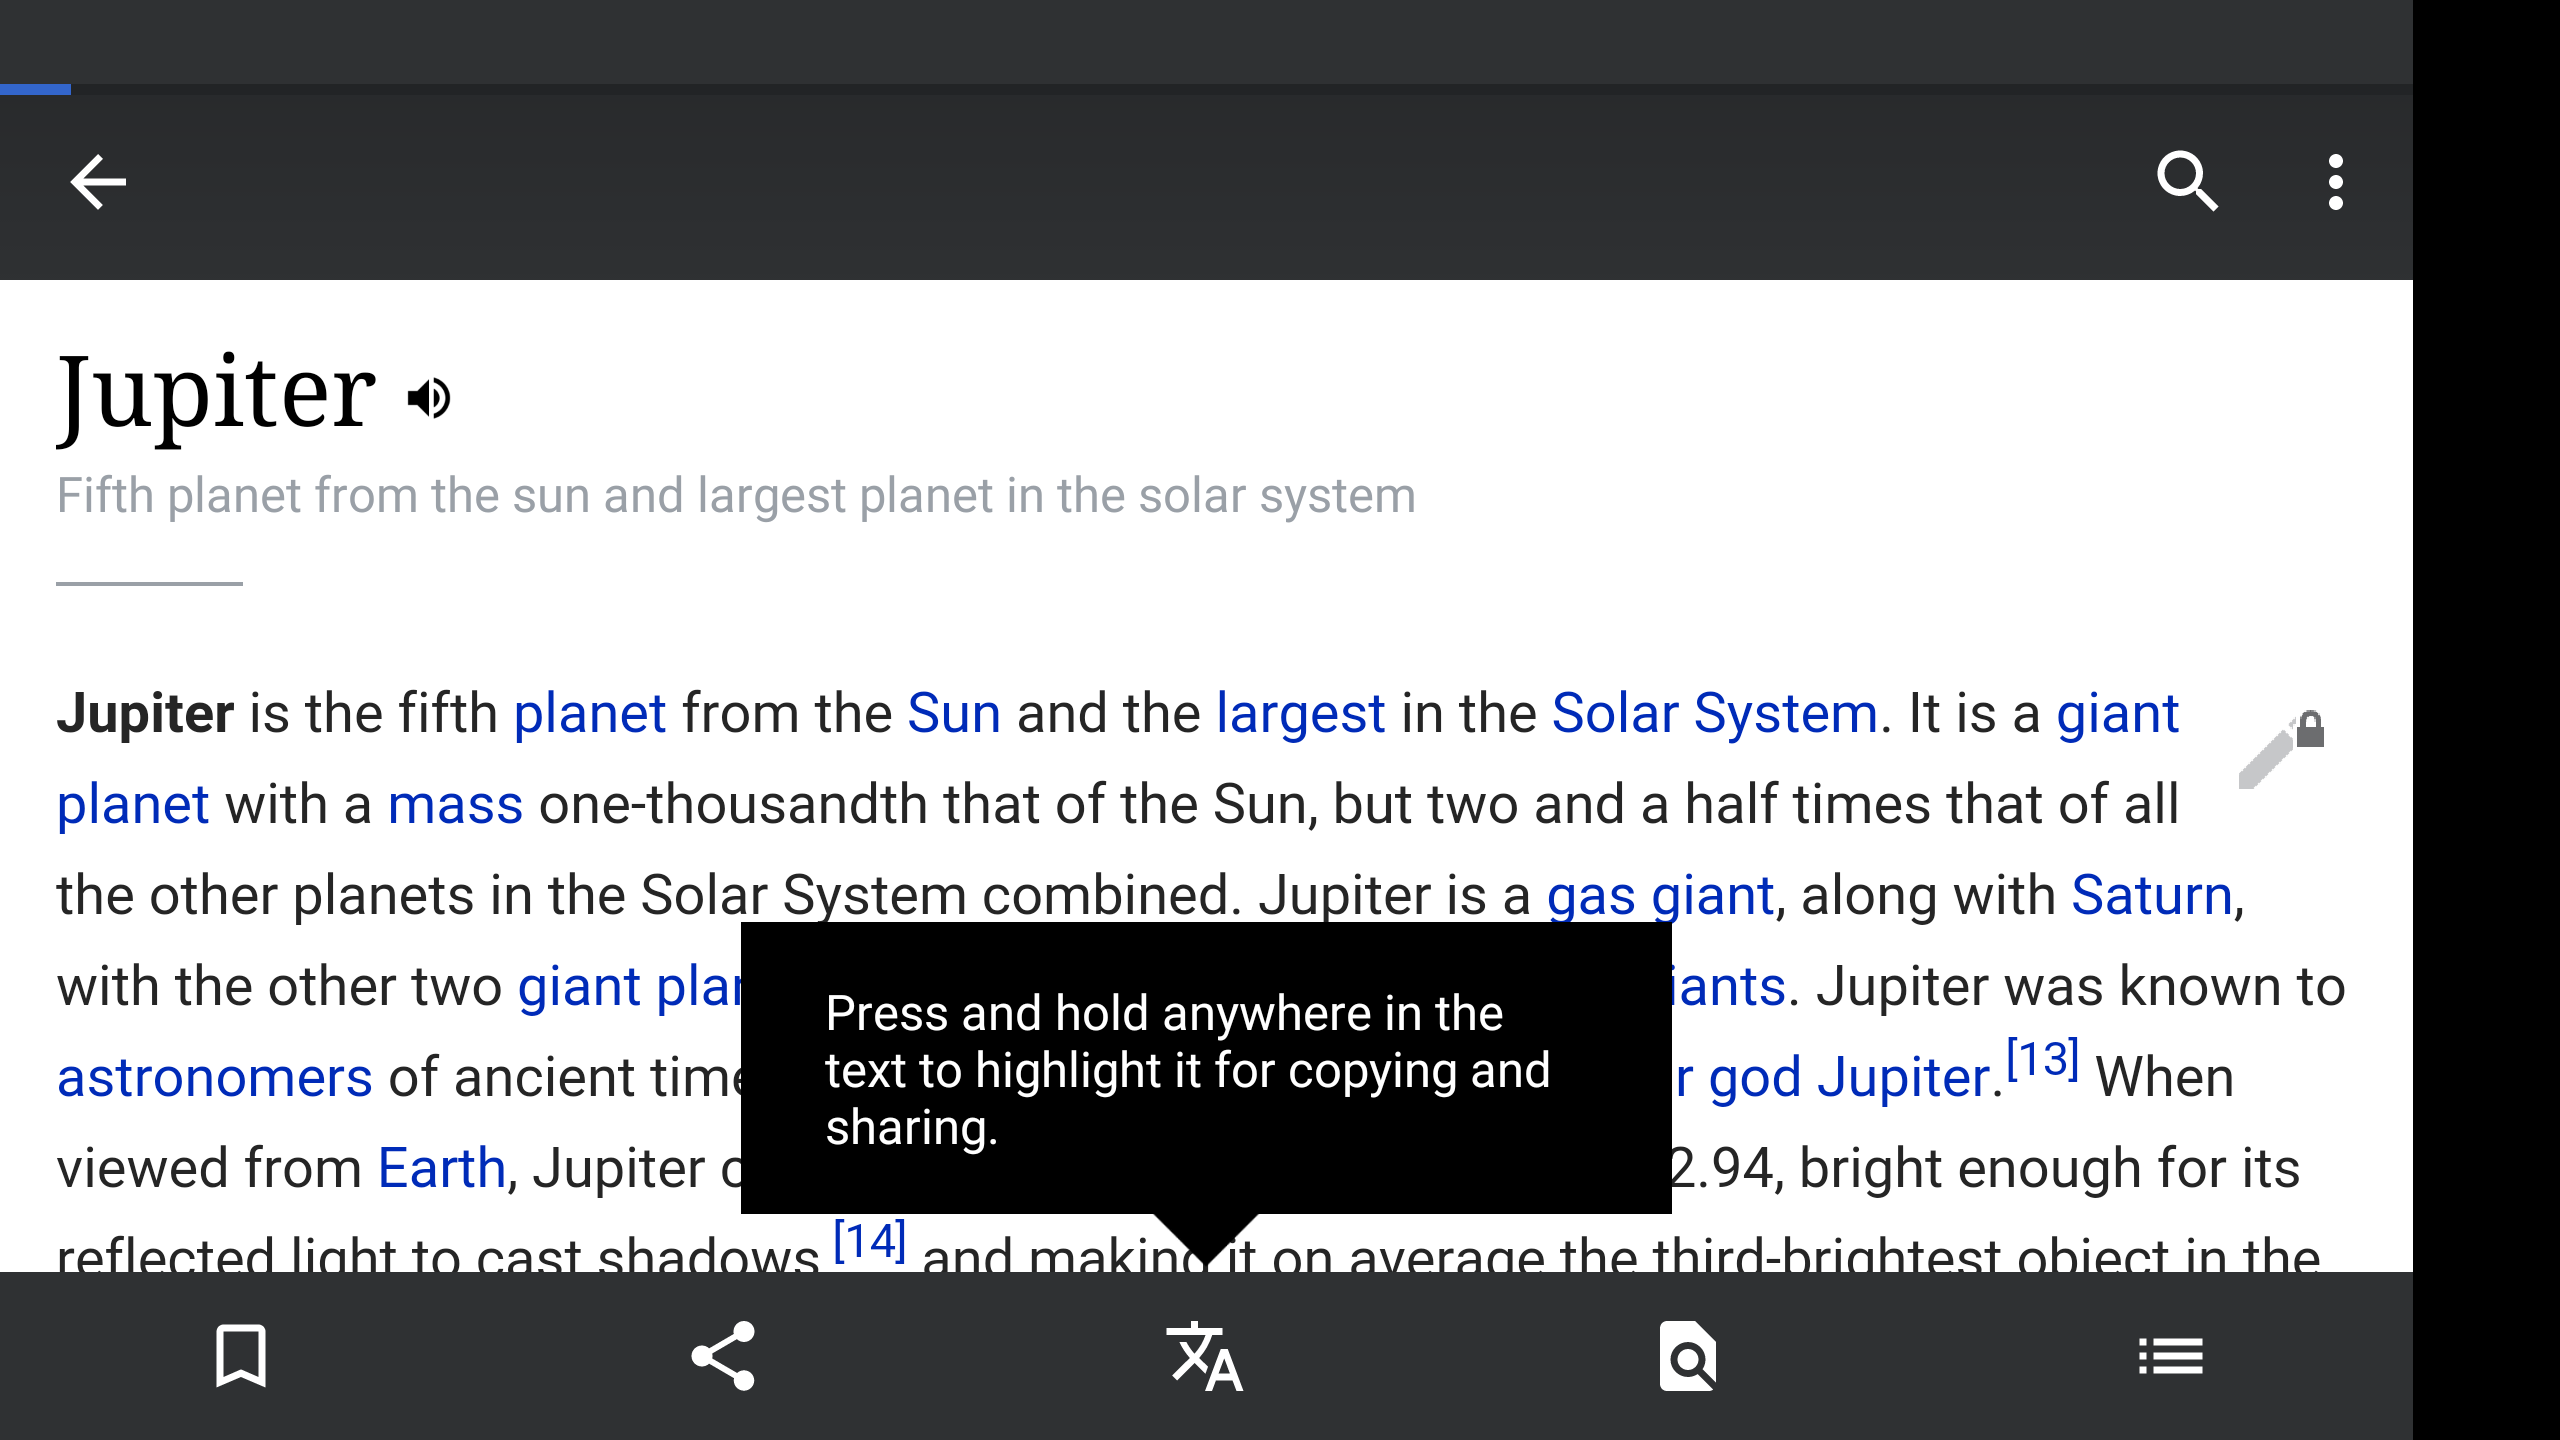 Jupiter
Fifth planet from the sun and largest planet in the solar system
Jupiter is the fifth planet from the Sun and the largest in the Solar System. It is a giant
planet with a mass one-thousandth that of the Sun, but two and a half times that of all
the other planets in the Solar System combined. Jupiter is a gas giant, along with Saturn,
with the other two giant . Jupiter was known to
astronomers of ancient god Jupiter.[13] When
viewed from Earth, Jupiter 2.94, bright enough for its
reflected light to cast shadows [14] and making it on average the third-brightest object in the
Press and hold anywhere in the
text to highlight it for copying and
sharing.